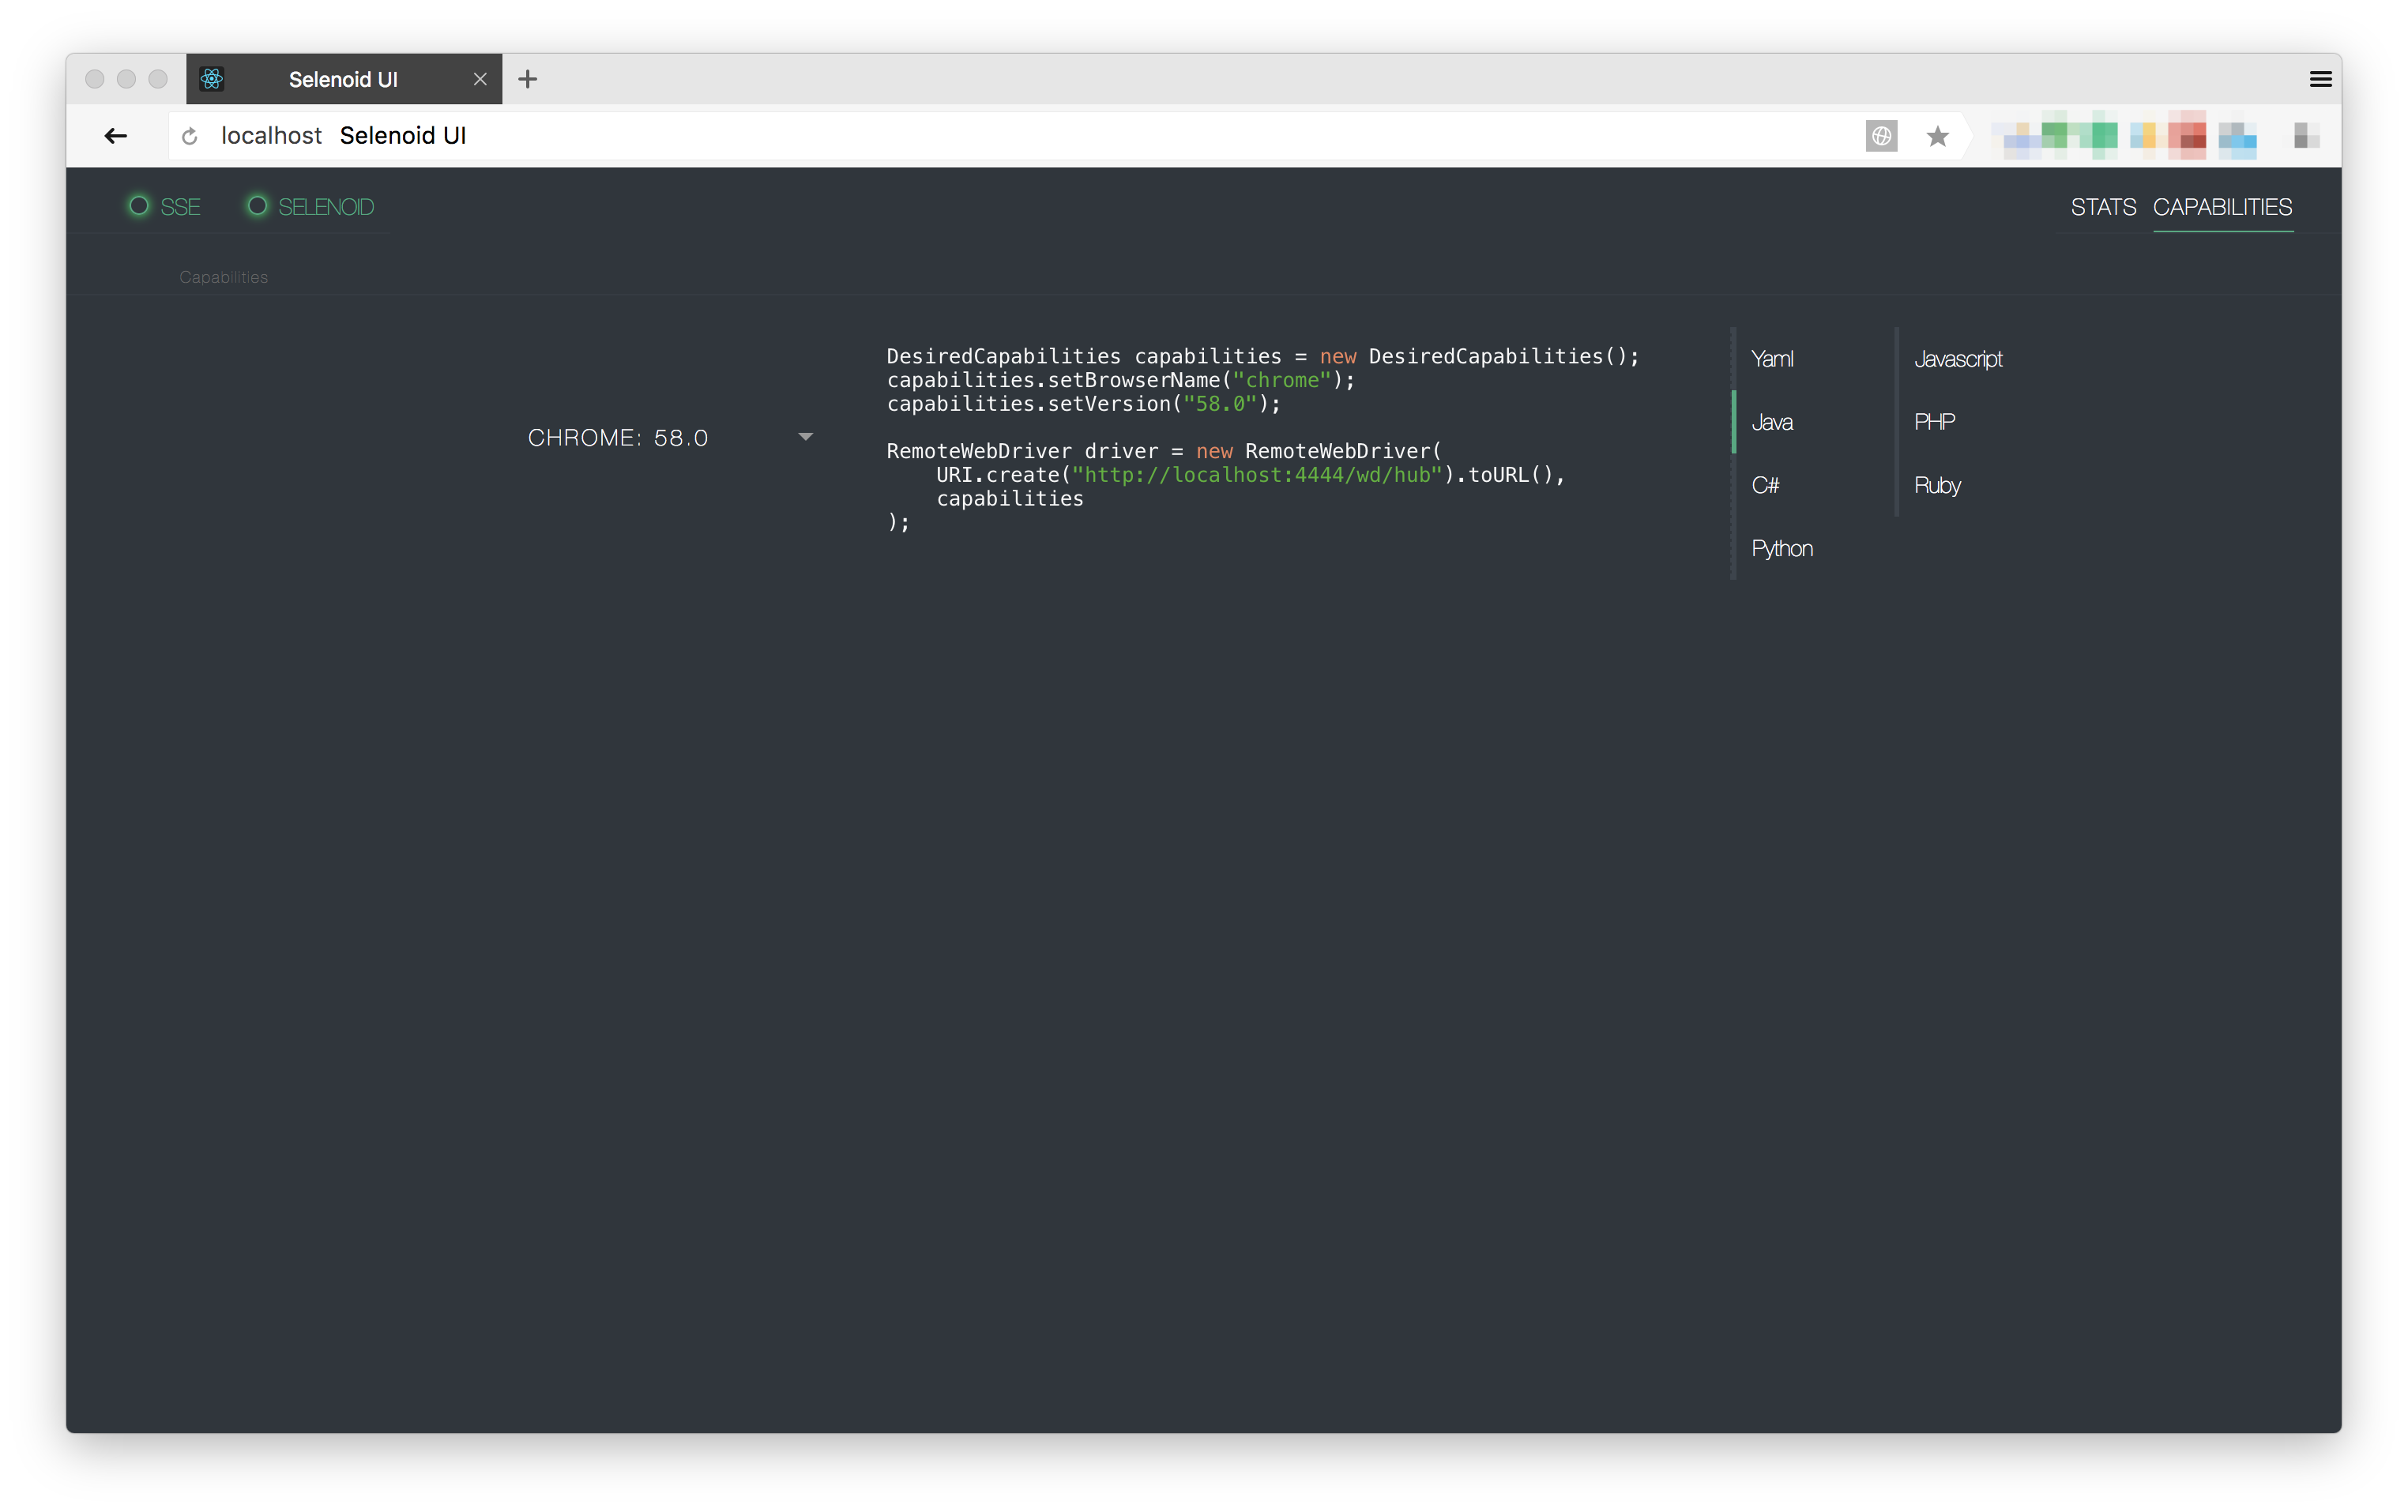 Selenoid UI
localhost Selenoid UI
SSE SELENOID STATS CAPABILITIES
Capabilities
CHROME: 58.0
DesiredCapabilities capabilities = new DesiredCapabilities();
capabilities.setBrowserName("chrome");
capabilities.setVersion("58.0");
RemoteWebDriver driver = new RemoteWebDriver(
    URI.create("http://localhost:4444/wd/hub").toURL(),
    capabilities
);
Yaml
Java
C#
Python
Javascript
PHP
Ruby